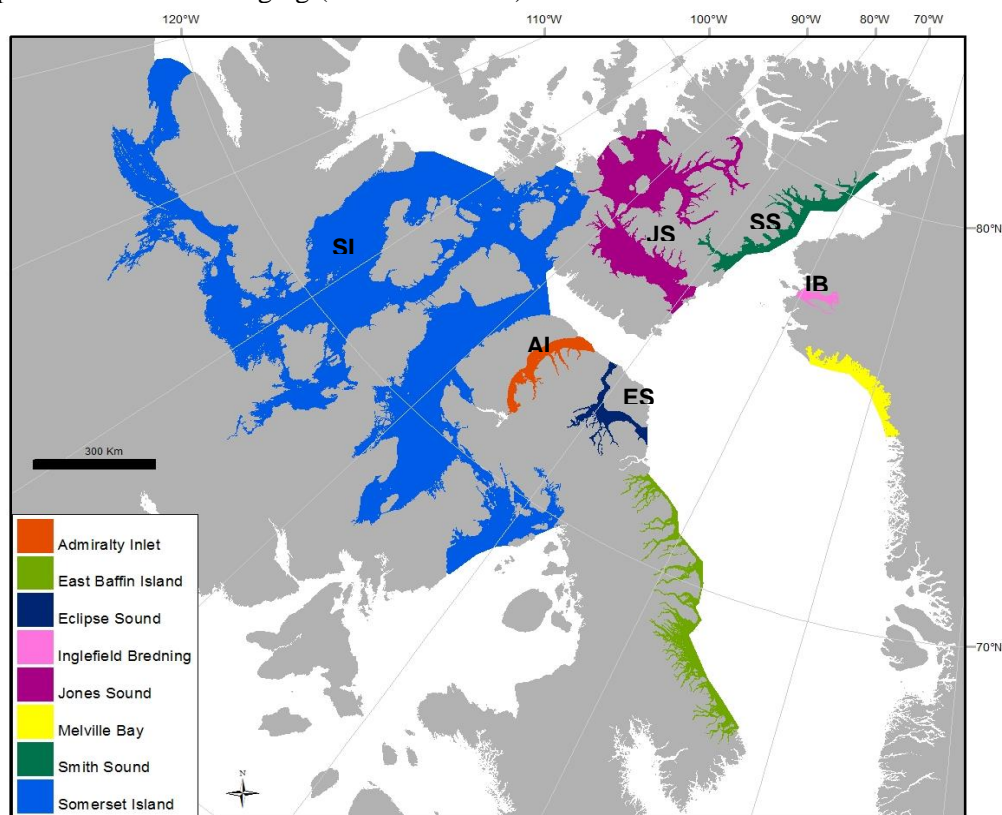 120°W 110°W 100°W 90°W 80°W 70°W
80°N
SI
JS
SS
IB
AI
ES
300 Km
70°N
Admiralty Inlet
East Baffin Island
Eclipse Sound
Inglefield Bredning
Jones Sound
Melville Bay
Smith Sound
Somerset Island
N